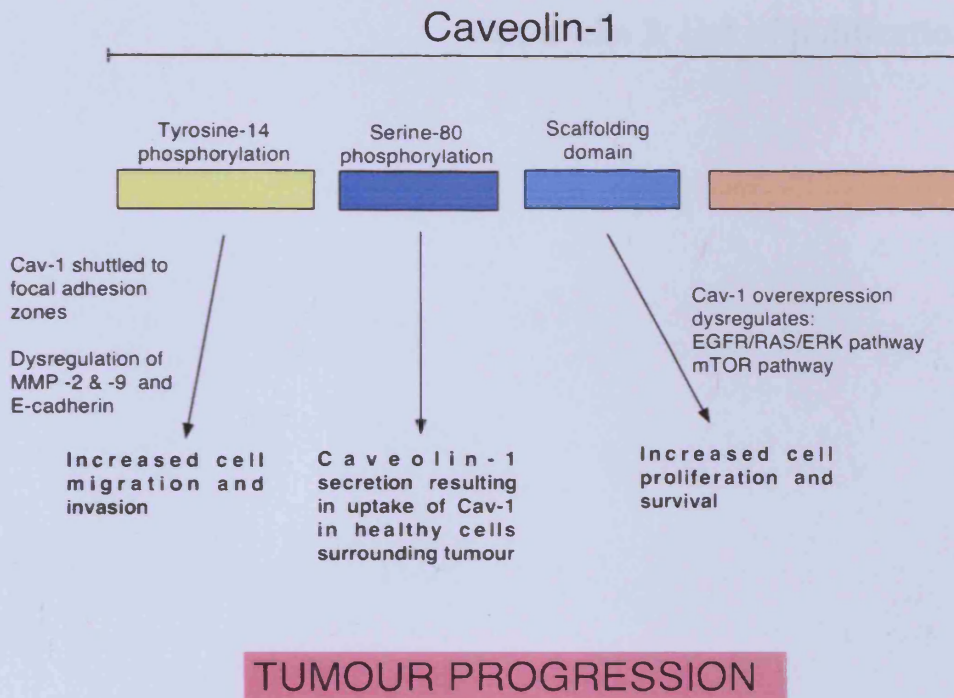 Caveolin-1
Tyrosine-14
phosphorylation
Serine-80
phosphorylation
Scaffolding
domain
Cav-1 shuttled to
focal adhesion
zones
Dysregulation of
MMP -2 & -9 and
E-cadherin
Cav-1 overexpression
dysregulates:
EGFR/RAS/ERK pathway
mTOR pathway
Increased cell
migration and
invasion
Caveolin-1
secretion resulting
in uptake of Cav-1
in healthy cells
surrounding tumour
Increased cell
proliferation and
survival
TUMOUR PROGRESSION